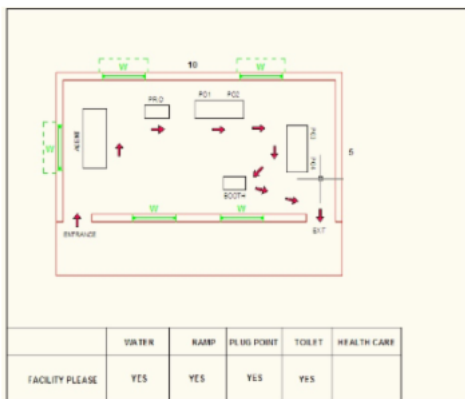 W
10
W
PRO
PO1 PO2
W
5
PO3
BOOTH
W
W
ENTRANCE
EXIT
WATER RAMP PLUG POINT TOILET HEALTH CARE
FACILITY PLEASE YES YES YES YES